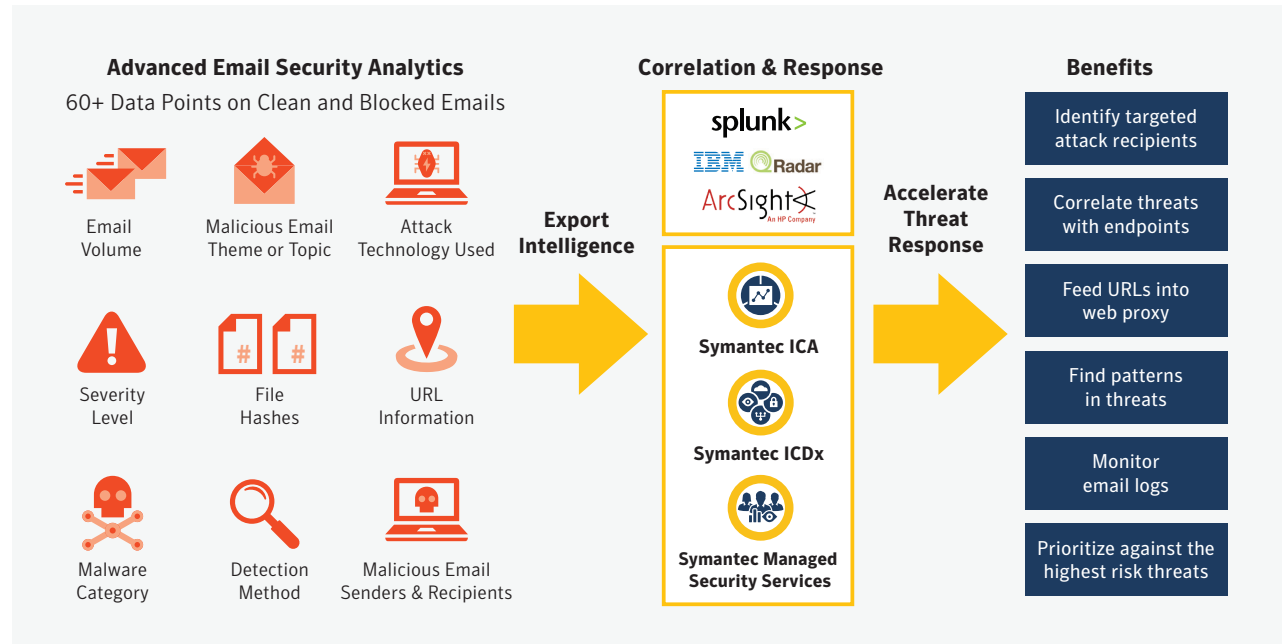 Advanced Email Security Analytics
60+ Data Points on Clean and Blocked Emails
Email
Volume
Malicious Email
Theme or Topic
Attack
Technology Used
Severity
Level
#
#
File
Hashes
URL
Information
Malware
Category
Detection
Method
Malicious Email
Senders & Recipients
Export
Intelligence
Correlation & Response
splunk>
IBM QRadar
ArcSight
An HP Company
Symantec ICA
Symantec ICDx
Symantec Managed
Security Services
Accelerate
Threat
Response
Benefits
Identify targeted
attack recipients
Correlate threats
with endpoints
Feed URLs into
web proxy
Find patterns
in threats
Monitor
email logs
Prioritize against the
highest risk threats